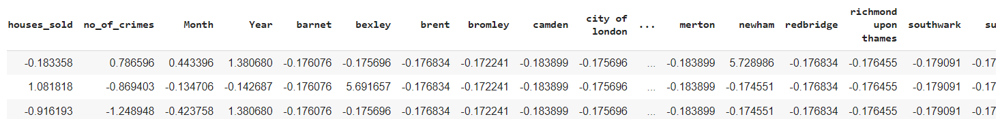 houses_sold no_of_crimes Month Year barnet bexley brent bromley camden city of london ... merton newham redbridge richmond upon thames southwark su
-0.183358 0.786596 0.443396 1.380680 -0.176076 -0.175696 -0.176834 -0.172241 -0.183899 -0.175696 ... -0.183899 5.728986 -0.176834 -0.176455 -0.179091 -0.17
1.081818 -0.869403 -0.134706 -0.142687 -0.176076 5.691657 -0.176834 -0.172241 -0.183899 -0.175696 ... -0.183899 -0.174551 -0.176834 -0.176455 -0.179091 -0.17
-0.916193 -1.248948 -0.423758 1.380680 -0.176076 -0.175696 -0.176834 -0.172241 -0.183899 -0.175696 ... -0.183899 -0.174551 -0.176834 -0.176455 -0.179091 -0.17